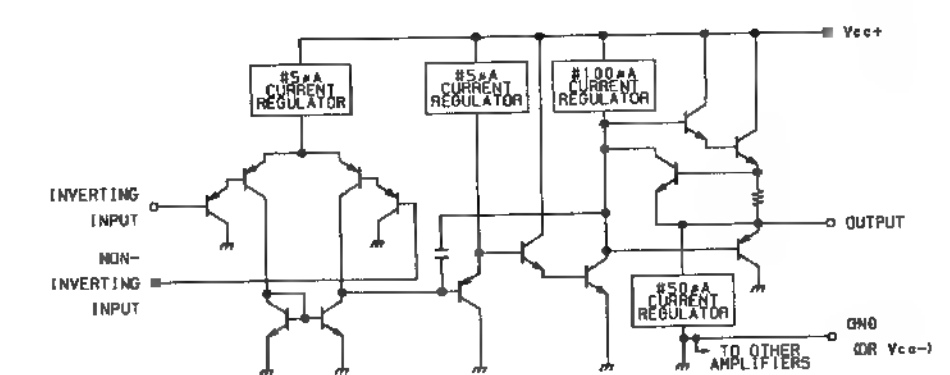 Vcc+
#5µA
CURRENT
REGULATOR
#5µA
CURRENT
REGULATOR
#100µA
CURRENT
REGULATOR
INVERTING
INPUT
OUTPUT
NON-
INVERTING
INPUT
#50µA
CURRENT
REGULATOR
GND
(OR Vcc-)
TO OTHER
AMPLIFIERS